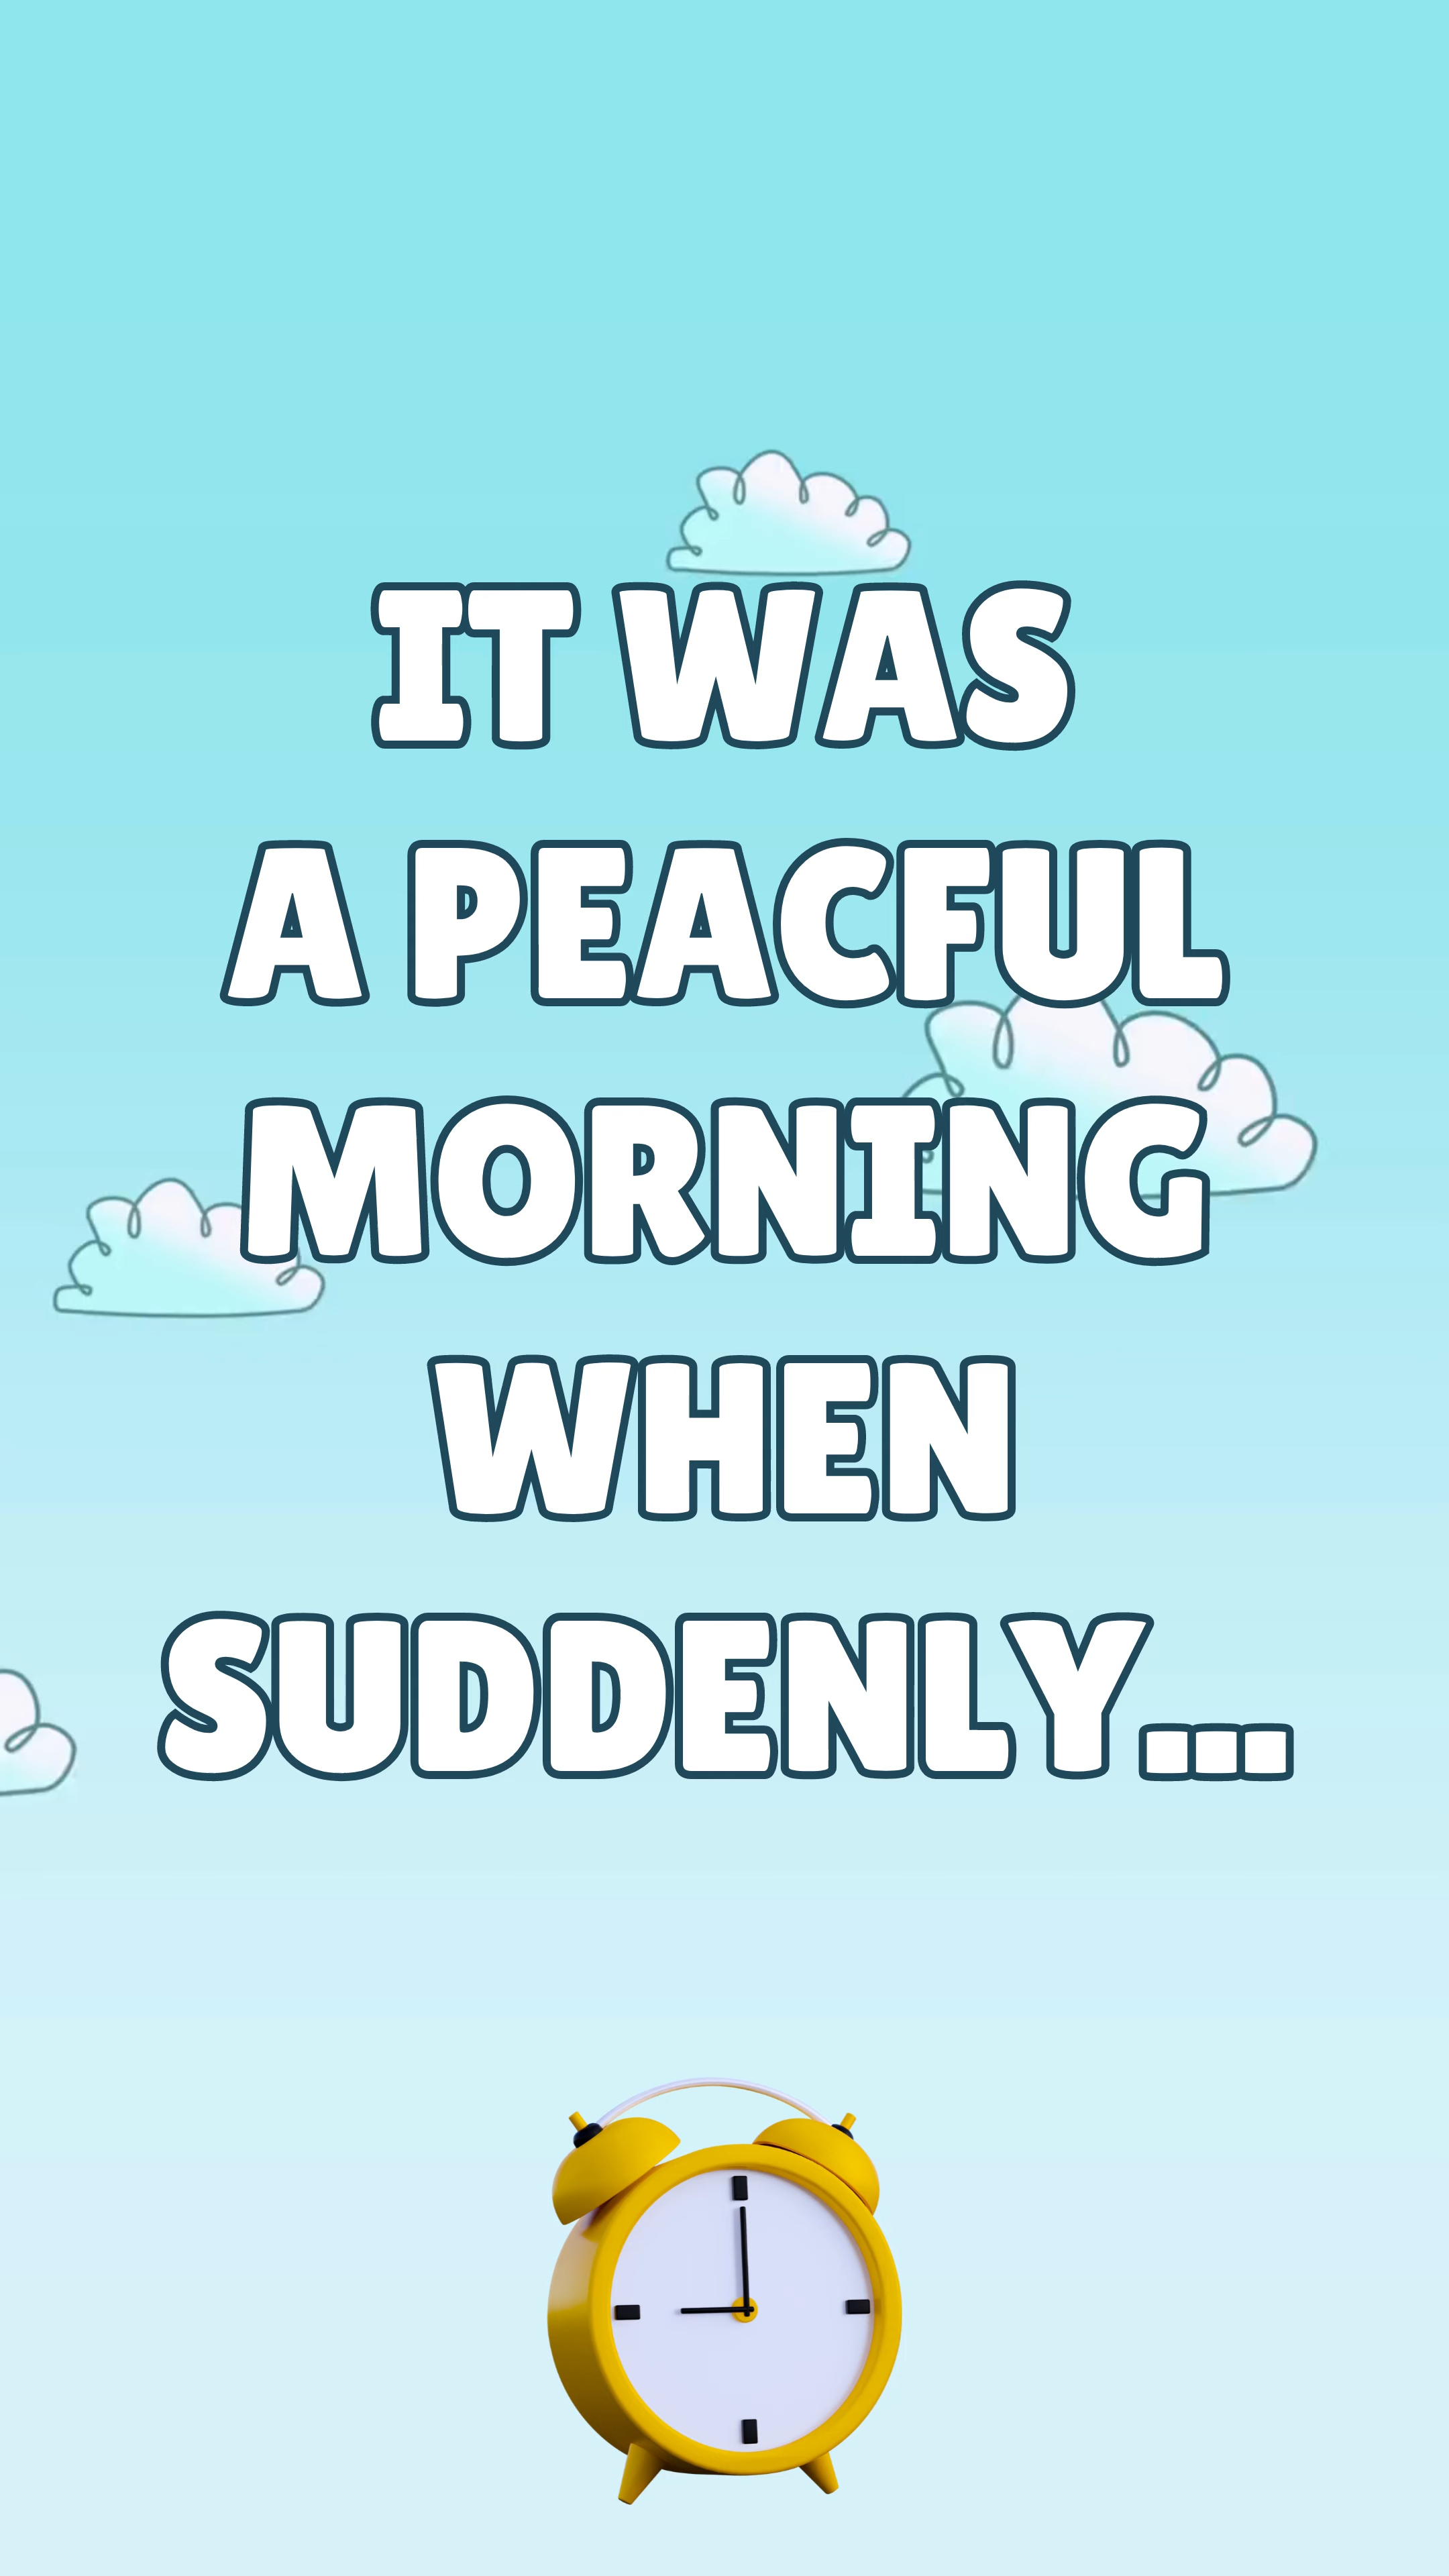 IT WAS
A PEACFUL
MORNING
WHEN
SUDDENLY...